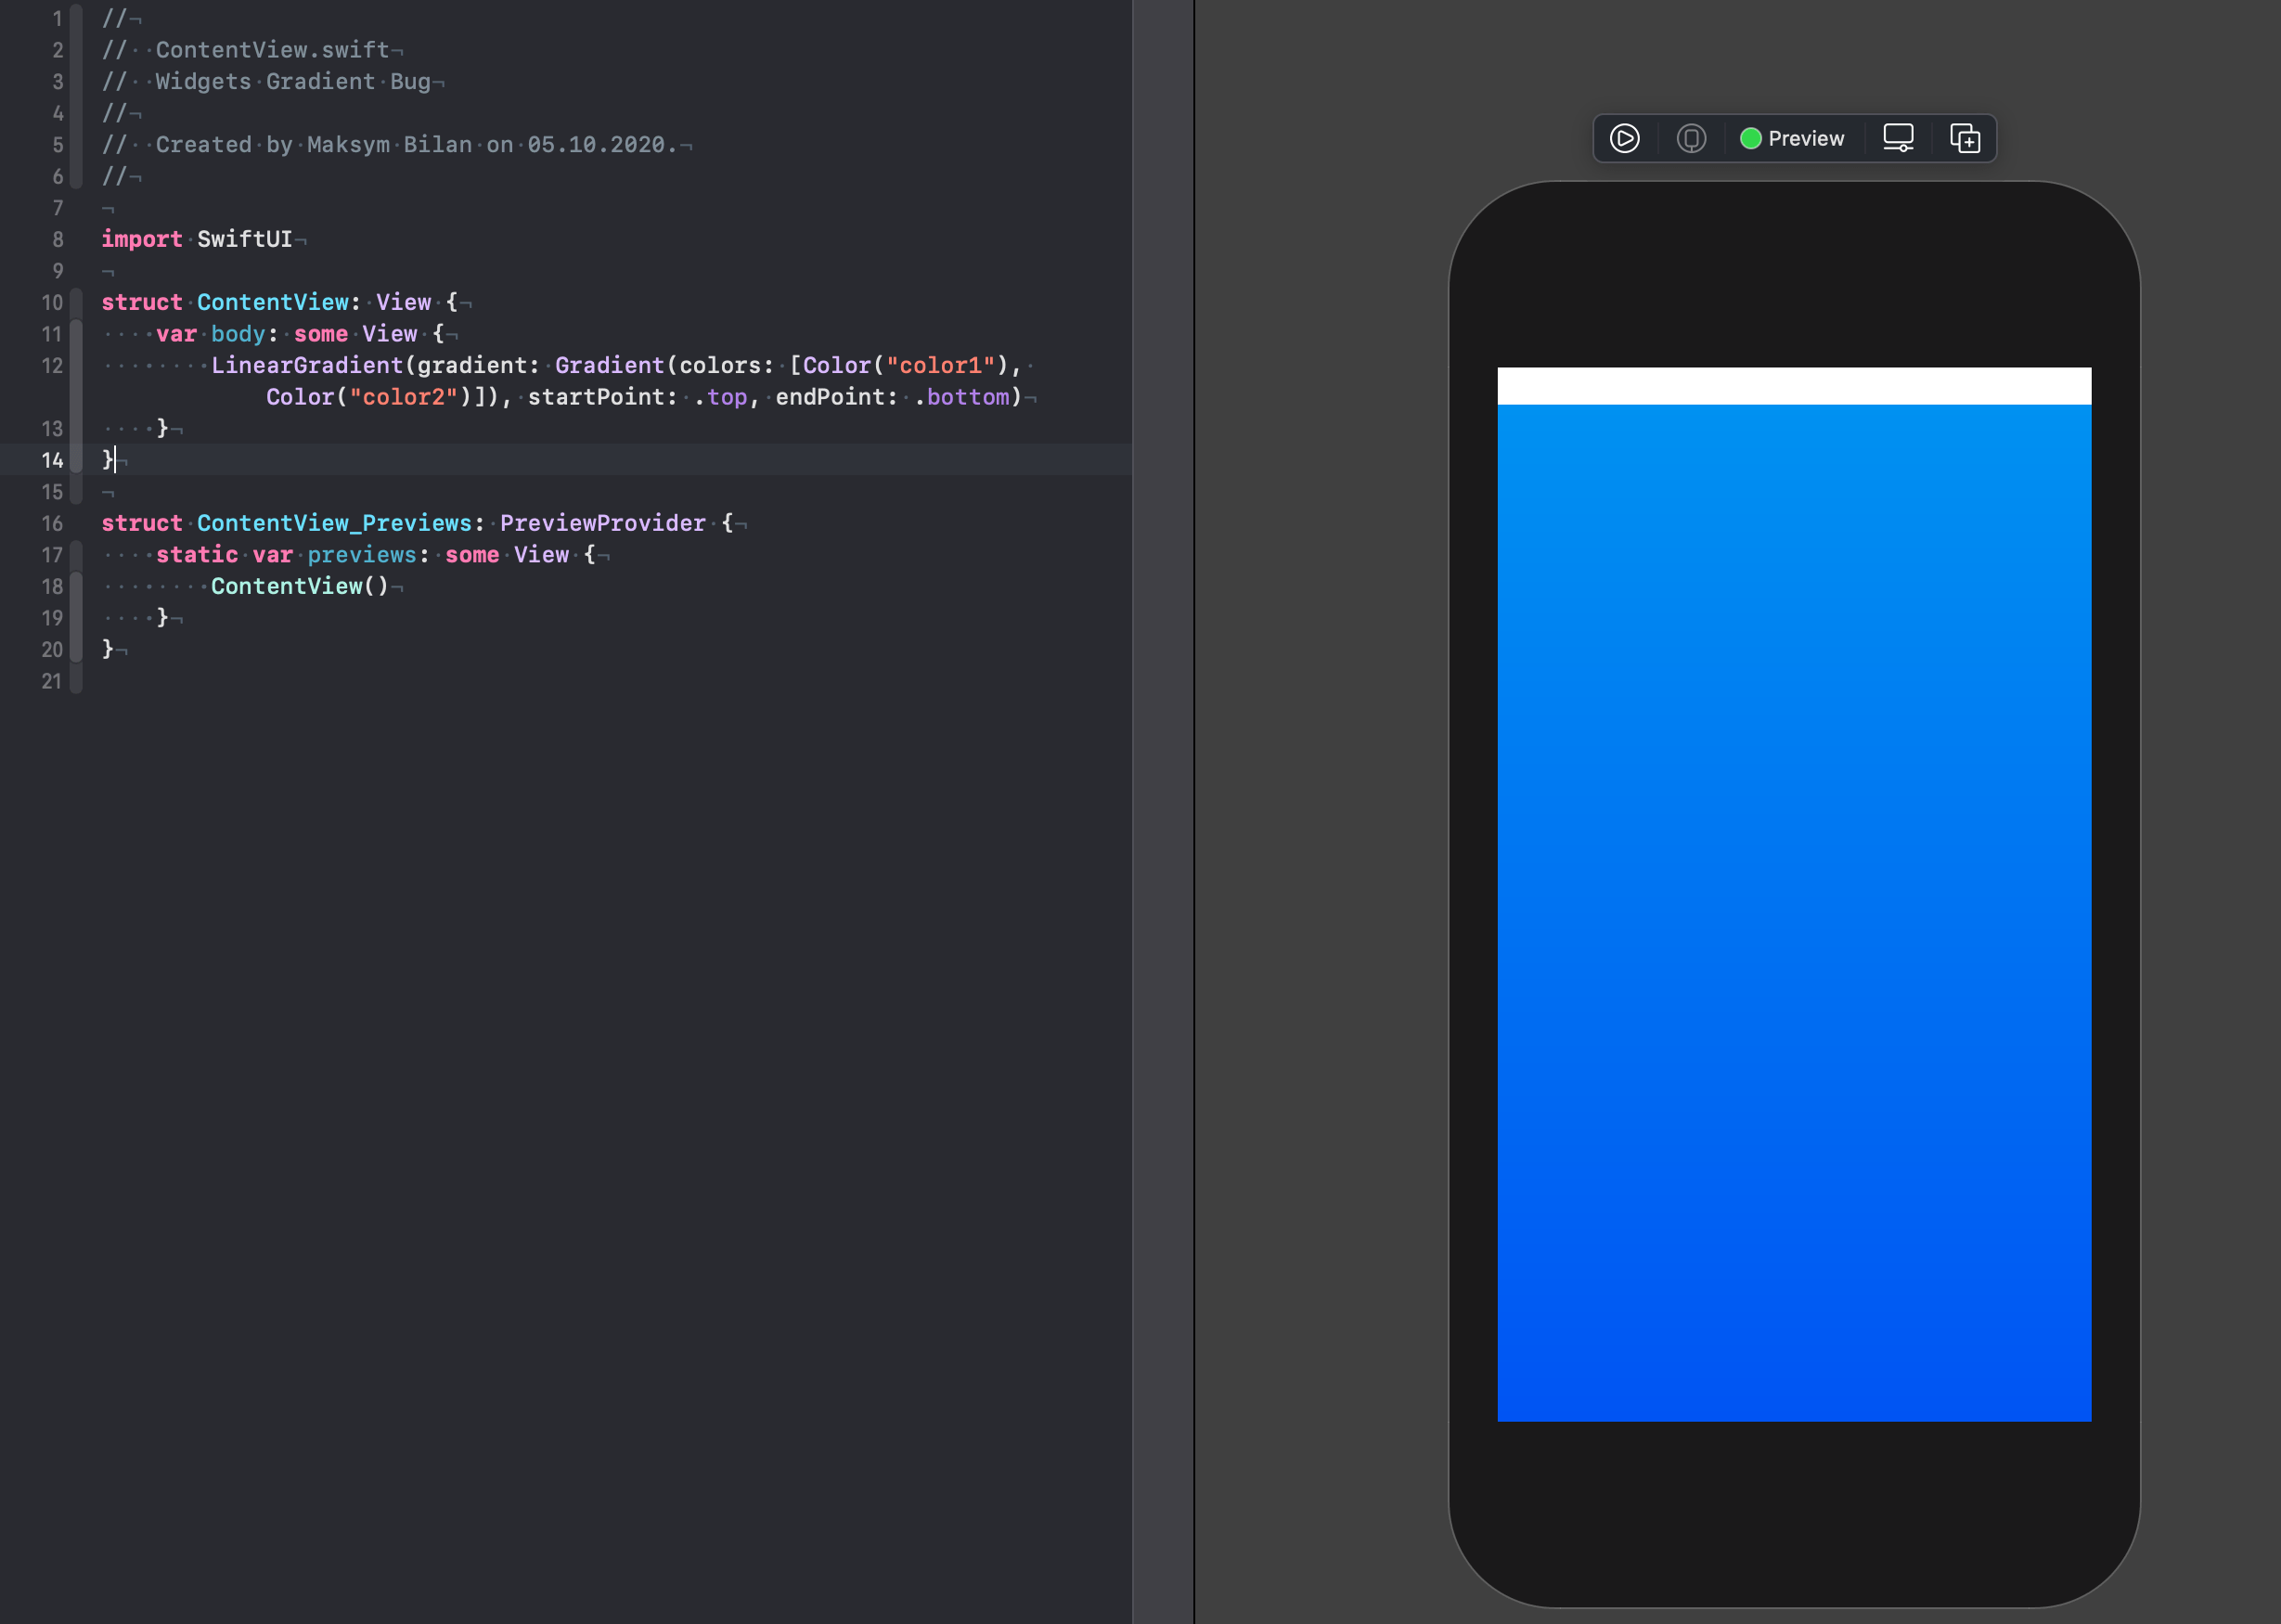 1 //
2 //  ContentView.swift
3 //  Widgets Gradient Bug
4 //
5 //  Created by Maksym Bilan on 05.10.2020.
6 //
7
8 import SwiftUI
9
10 struct ContentView: View {
11     var body: some View {
12         LinearGradient(gradient: Gradient(colors: [Color("color1"),
Color("color2")]), startPoint: .top, endPoint: .bottom)
13     }
14 }
15
16 struct ContentView_Previews: PreviewProvider {
17     static var previews: some View {
18         ContentView()
19     }
20 }
21
Preview